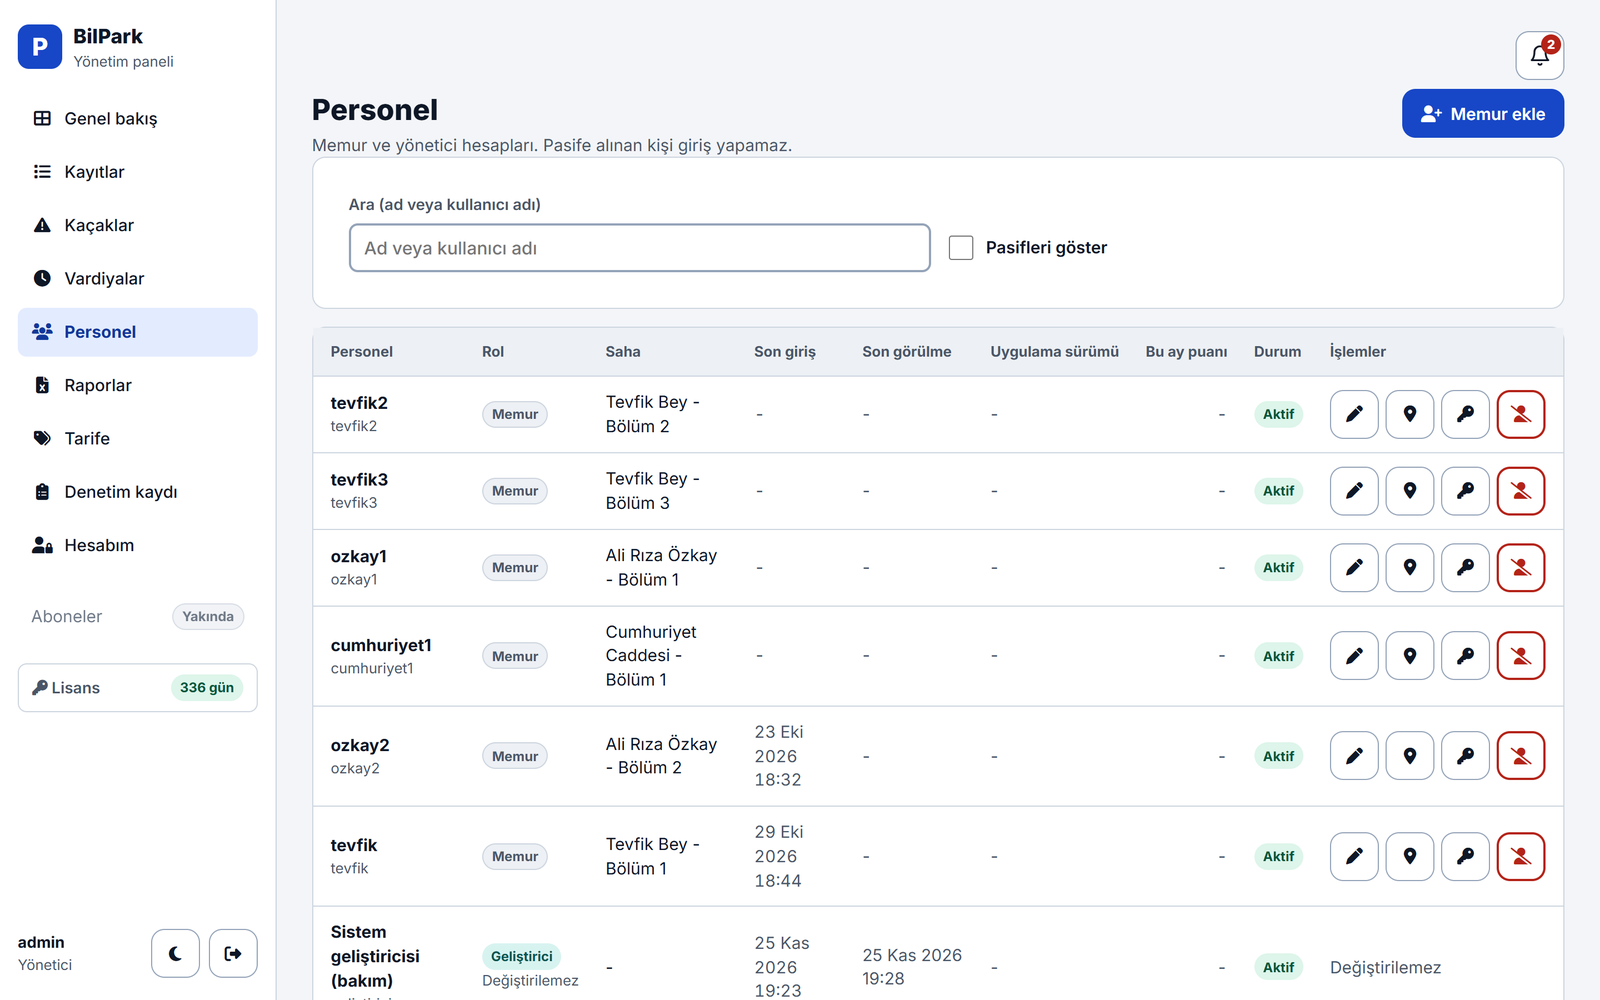 P
BilPark
Yönetim paneli
Genel bakış
Kayıtlar
Kaçaklar
Vardiyalar
Personel
Raporlar
Tarife
Denetim kaydı
Hesabım
Aboneler
Yakında
Lisans
336 gün
admin
Yönetici
2
Personel
Memur ve yönetici hesapları. Pasife alınan kişi giriş yapamaz.
Memur ekle
Ara (ad veya kullanıcı adı)
Ad veya kullanıcı adı
Pasifleri göster
Personel Rol Saha Son giriş Son görülme Uygulama sürümü Bu ay puanı Durum İşlemler
tevfik2
tevfik2
Memur
Tevfik Bey -
Bölüm 2
- - - - Aktif
tevfik3
tevfik3
Memur
Tevfik Bey -
Bölüm 3
- - - - Aktif
ozkay1
ozkay1
Memur
Ali Rıza Özkay
- Bölüm 1
- - - - Aktif
cumhuriyet1
cumhuriyet1
Memur
Cumhuriyet
Caddesi -
Bölüm 1
- - - - Aktif
ozkay2
ozkay2
Memur
Ali Rıza Özkay
- Bölüm 2
23 Eki
2026
18:32
- - - Aktif
tevfik
tevfik
Memur
Tevfik Bey -
Bölüm 1
29 Eki
2026
18:44
- - - Aktif
Sistem
geliştiricisi
(bakım)
Geliştirici
Değiştirilemez
-
25 Kas
2026
19:23
25 Kas 2026
19:28
- - Aktif
Değiştirilemez